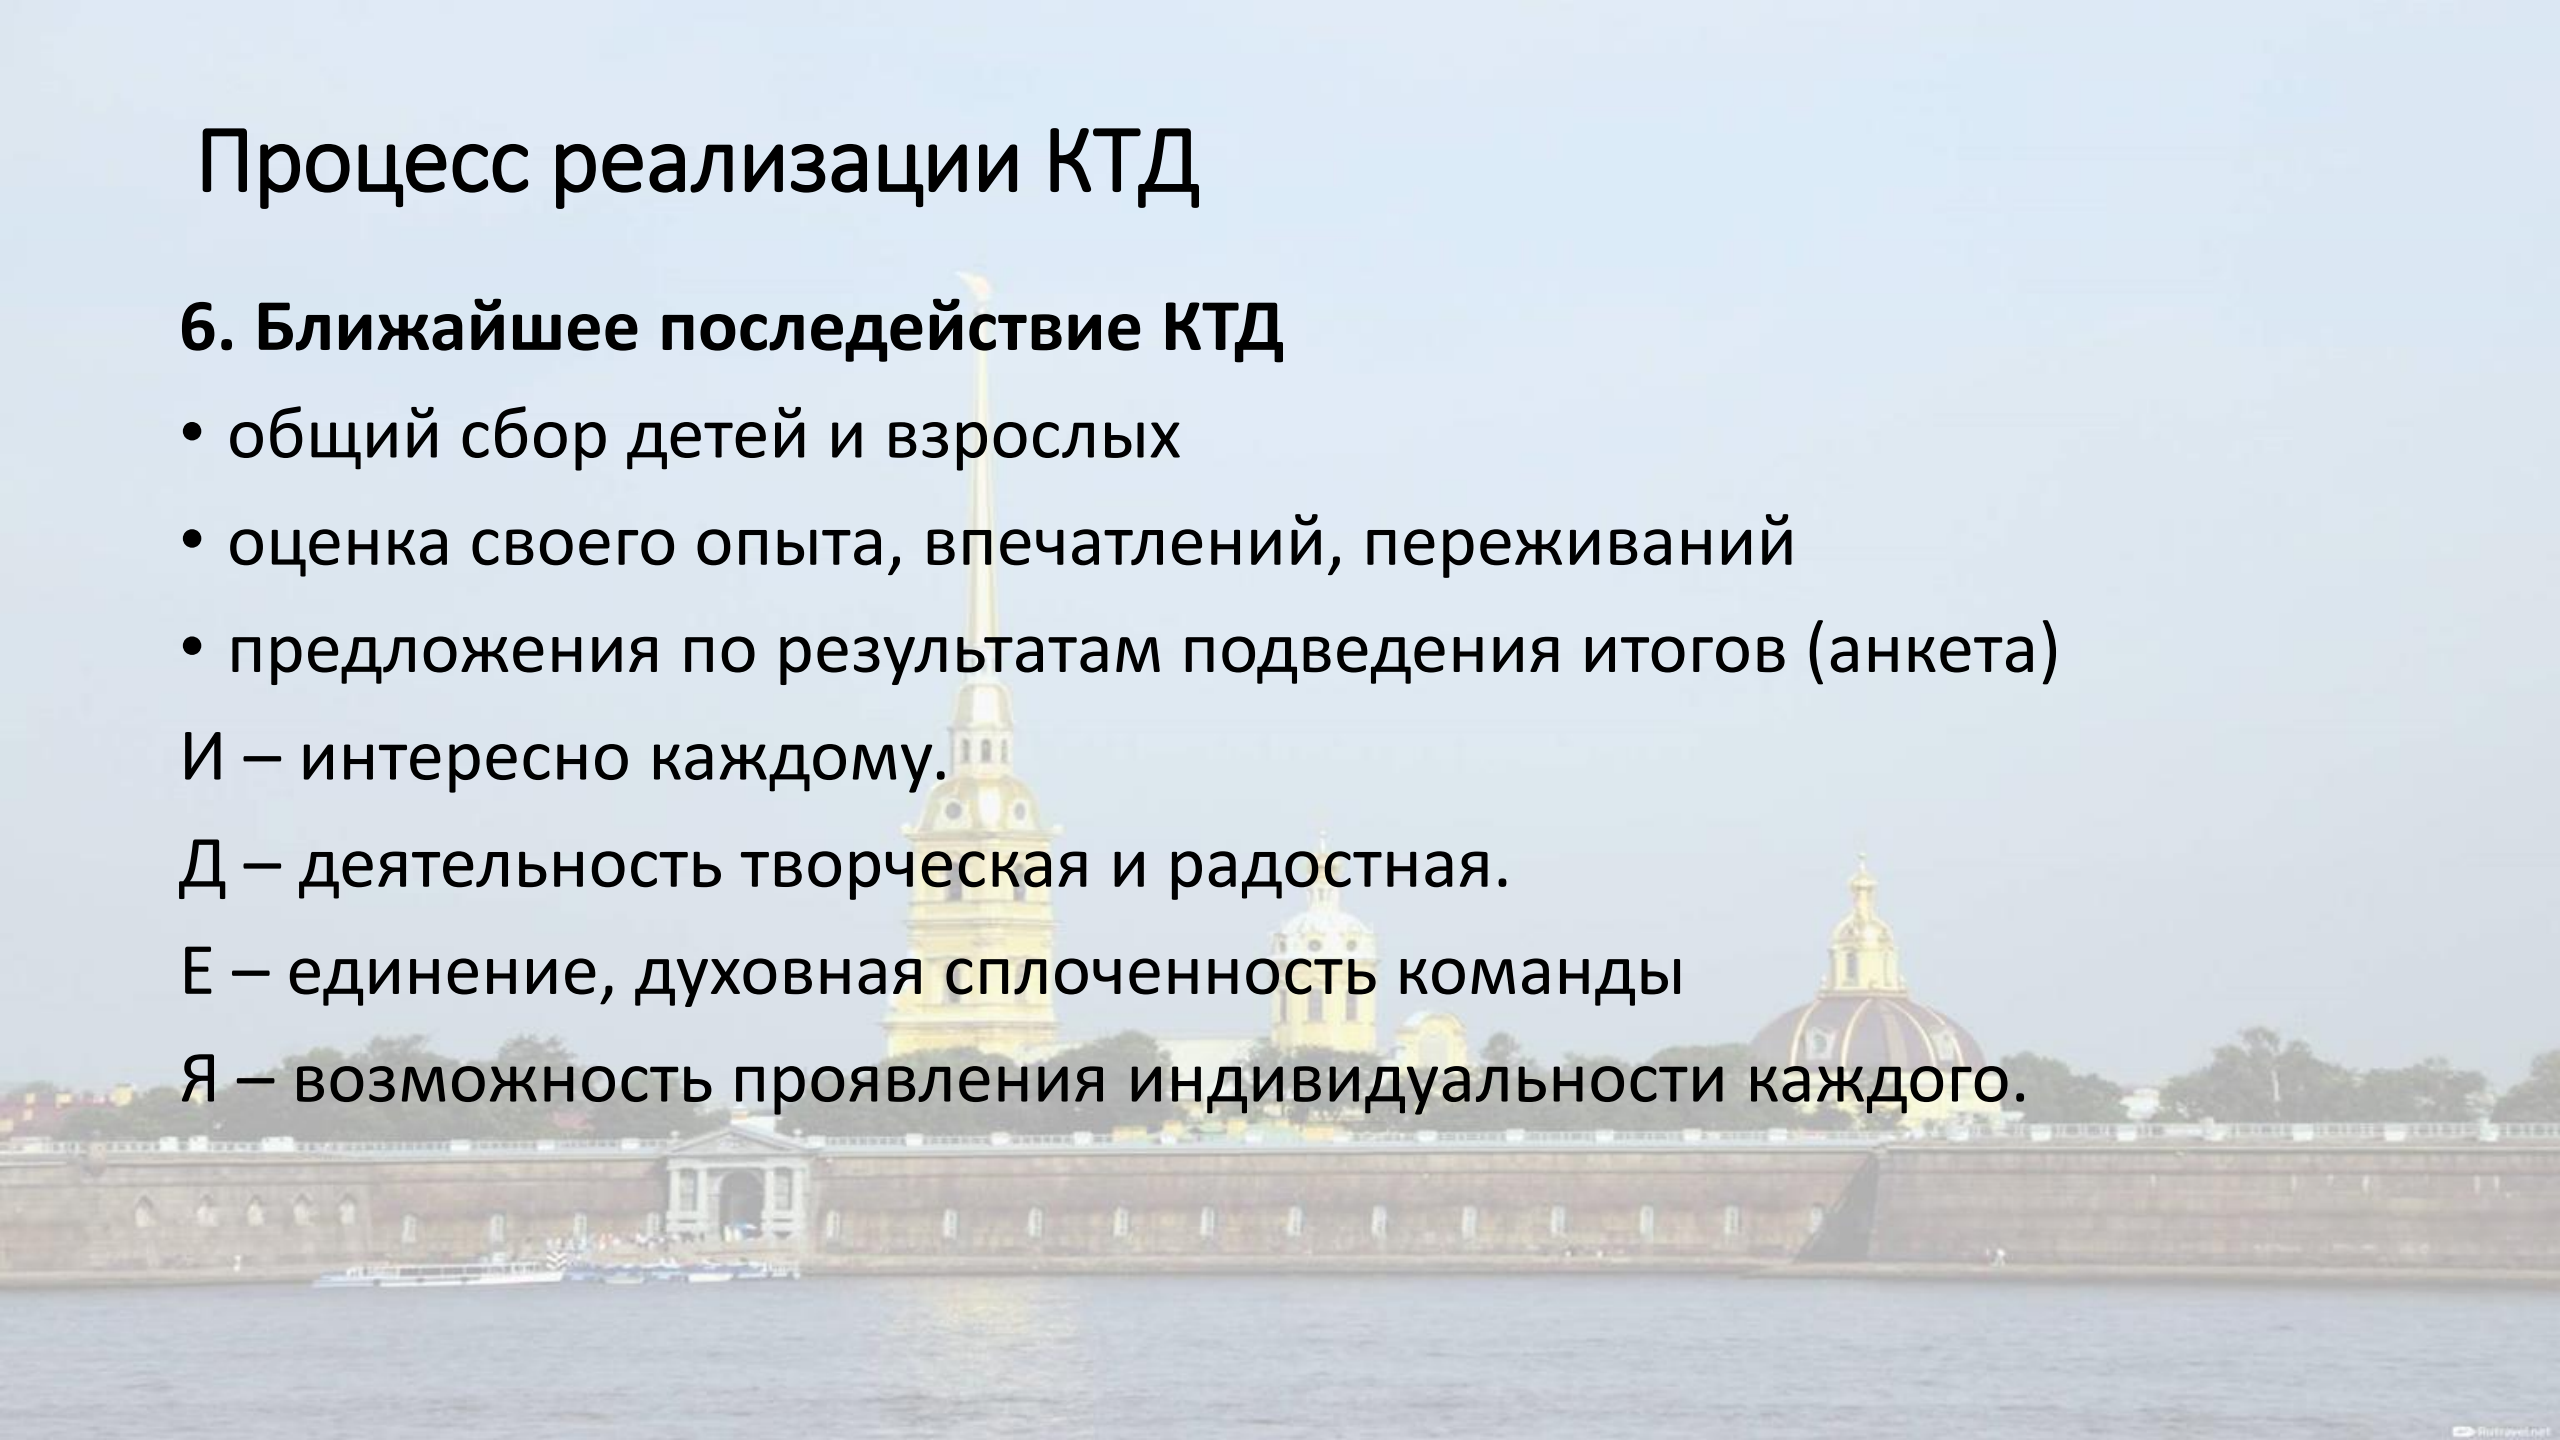 Процесс реализации КТД
6. Ближайшее последействие КТД
• общий сбор детей и взрослых
• оценка своего опыта, впечатлений, переживаний
• предложения по результатам подведения итогов (анкета)
И – интересно каждому.
Д – деятельность творческая и радостная.
Е – единение, духовная сплоченность команды
Я – возможность проявления индивидуальности каждого.